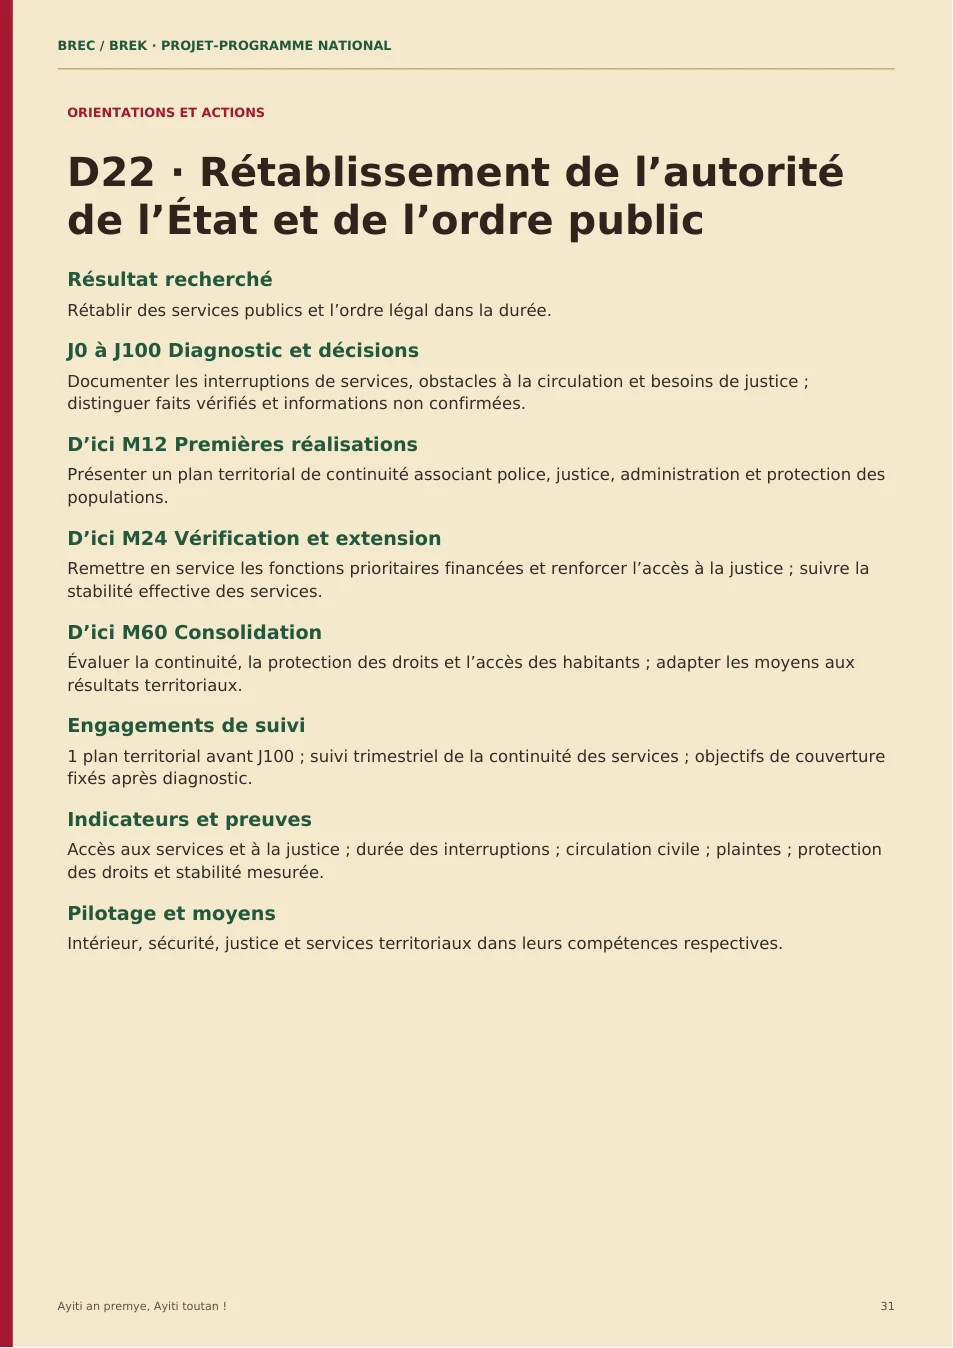 BREC / BREK · PROJET-PROGRAMME NATIONAL
ORIENTATIONS ET ACTIONS
D22 · Rétablissement de l’autorité
de l’État et de l’ordre public
Résultat recherché
Rétablir des services publics et l’ordre légal dans la durée.
J0 à J100 Diagnostic et décisions
Documenter les interruptions de services, obstacles à la circulation et besoins de justice ;
distinguer faits vérifiés et informations non confirmées.
D’ici M12 Premières réalisations
Présenter un plan territorial de continuité associant police, justice, administration et protection des
populations.
D’ici M24 Vérification et extension
Remettre en service les fonctions prioritaires financées et renforcer l’accès à la justice ; suivre la
stabilité effective des services.
D’ici M60 Consolidation
Évaluer la continuité, la protection des droits et l’accès des habitants ; adapter les moyens aux
résultats territoriaux.
Engagements de suivi
1 plan territorial avant J100 ; suivi trimestriel de la continuité des services ; objectifs de couverture
fixés après diagnostic.
Indicateurs et preuves
Accès aux services et à la justice ; durée des interruptions ; circulation civile ; plaintes ; protection
des droits et stabilité mesurée.
Pilotage et moyens
Intérieur, sécurité, justice et services territoriaux dans leurs compétences respectives.
Ayiti an premye, Ayiti toutan !
31